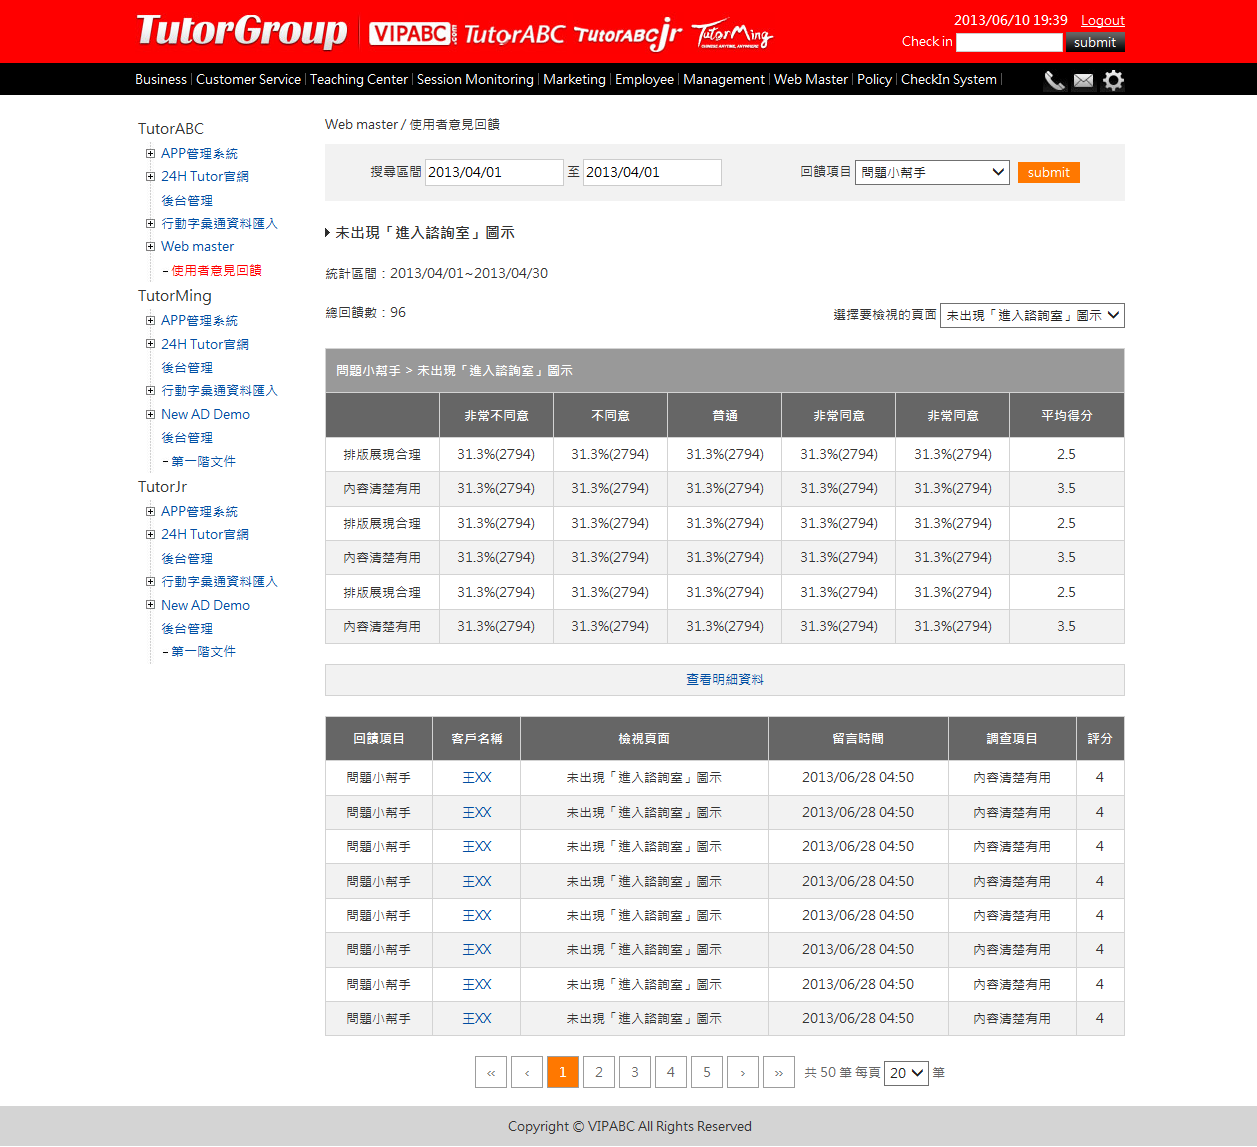 TutorGroup VIPABC.com TutorABC TutorABCjr TutorMing
CHINESE ANYTIME, ANYWHERE
2013/06/10 19:39 Logout
Check in submit
Business Customer Service Teaching Center Session Monitoring Marketing Employee Management Web Master Policy CheckIn System
TutorABC
APP管理系統
24H Tutor官網
後台管理
行動字彙通資料匯入
Web master
使用者意見回饋
TutorMing
APP管理系統
24H Tutor官網
後台管理
行動字彙通資料匯入
New AD Demo
後台管理
第一階文件
TutorJr
APP管理系統
24H Tutor官網
後台管理
行動字彙通資料匯入
New AD Demo
後台管理
第一階文件
Web master / 使用者意見回饋
搜尋區間 2013/04/01 至 2013/04/01 回饋項目 問題小幫手 submit
未出現「進入諮詢室」圖示
統計區間：2013/04/01~2013/04/30
總回饋數：96 選擇要檢視的頁面 未出現「進入諮詢室」圖示
問題小幫手 > 未出現「進入諮詢室」圖示
非常不同意 不同意 普通 非常同意 非常同意 平均得分
排版展現合理 31.3%(2794) 31.3%(2794) 31.3%(2794) 31.3%(2794) 31.3%(2794) 2.5
內容清楚有用 31.3%(2794) 31.3%(2794) 31.3%(2794) 31.3%(2794) 31.3%(2794) 3.5
排版展現合理 31.3%(2794) 31.3%(2794) 31.3%(2794) 31.3%(2794) 31.3%(2794) 2.5
內容清楚有用 31.3%(2794) 31.3%(2794) 31.3%(2794) 31.3%(2794) 31.3%(2794) 3.5
排版展現合理 31.3%(2794) 31.3%(2794) 31.3%(2794) 31.3%(2794) 31.3%(2794) 2.5
內容清楚有用 31.3%(2794) 31.3%(2794) 31.3%(2794) 31.3%(2794) 31.3%(2794) 3.5
查看明細資料
回饋項目 客戶名稱 檢視頁面 留言時間 調查項目 評分
問題小幫手 王XX 未出現「進入諮詢室」圖示 2013/06/28 04:50 內容清楚有用 4
問題小幫手 王XX 未出現「進入諮詢室」圖示 2013/06/28 04:50 內容清楚有用 4
問題小幫手 王XX 未出現「進入諮詢室」圖示 2013/06/28 04:50 內容清楚有用 4
問題小幫手 王XX 未出現「進入諮詢室」圖示 2013/06/28 04:50 內容清楚有用 4
問題小幫手 王XX 未出現「進入諮詢室」圖示 2013/06/28 04:50 內容清楚有用 4
問題小幫手 王XX 未出現「進入諮詢室」圖示 2013/06/28 04:50 內容清楚有用 4
問題小幫手 王XX 未出現「進入諮詢室」圖示 2013/06/28 04:50 內容清楚有用 4
問題小幫手 王XX 未出現「進入諮詢室」圖示 2013/06/28 04:50 內容清楚有用 4
‹‹ ‹ 1 2 3 4 5 › ›› 共 50 筆 每頁 20 筆
Copyright © VIPABC All Rights Reserved